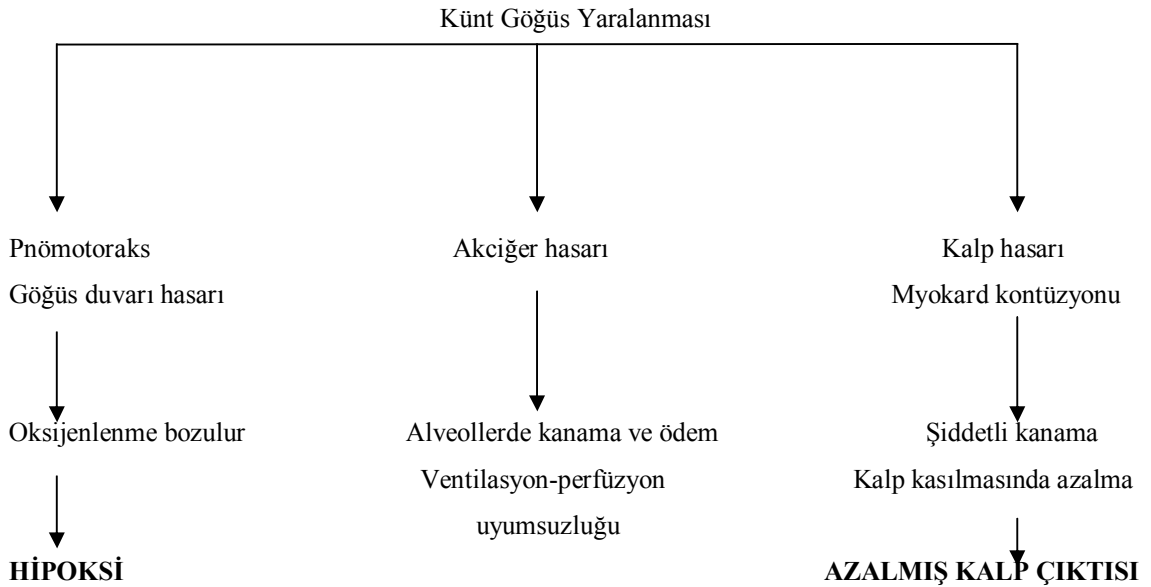 Künt Göğüs Yaralanması
Pnömotoraks
Göğüs duvarı hasarı
Oksijenlenme bozulur
HİPOKSİ
Akciğer hasarı
Alveollerde kanama ve ödem
Ventilasyon-perfüzyon
uyumsuzluğu
Kalp hasarı
Myokard kontüzyonu
Şiddetli kanama
Kalp kasılmasında azalma
AZALMIŞ KALP ÇIKTISI